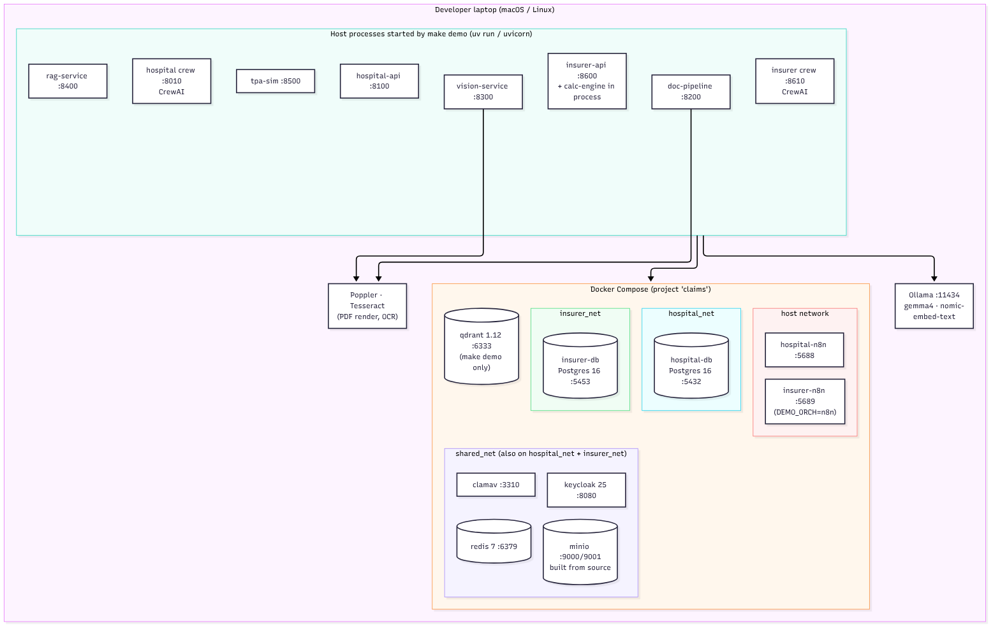 Developer laptop (macOS / Linux)
Host processes started by make demo (uv run / uvicorn)
rag-service
:8400
hospital crew
:8010
CrewAI
tpa-sim :8500
hospital-api
:8100
vision-service
:8300
insurer-api
:8600
+ calc-engine in
process
doc-pipeline
:8200
insurer crew
:8610
CrewAI
Poppler ·
Tesseract
(PDF render, OCR)
Docker Compose (project 'claims')
qdrant 1.12
:6333
(make demo
only)
insurer_net
insurer-db
Postgres 16
:5453
hospital_net
hospital-db
Postgres 16
:5432
host network
hospital-n8n
:5688
insurer-n8n
:5689
(DEMO_ORCH=n8n)
Ollama :11434
gemma4 · nomic-
embed-text
shared_net (also on hospital_net + insurer_net)
clamav :3310
keycloak 25
:8080
redis 7 :6379
minio
:9000/9001
built from source